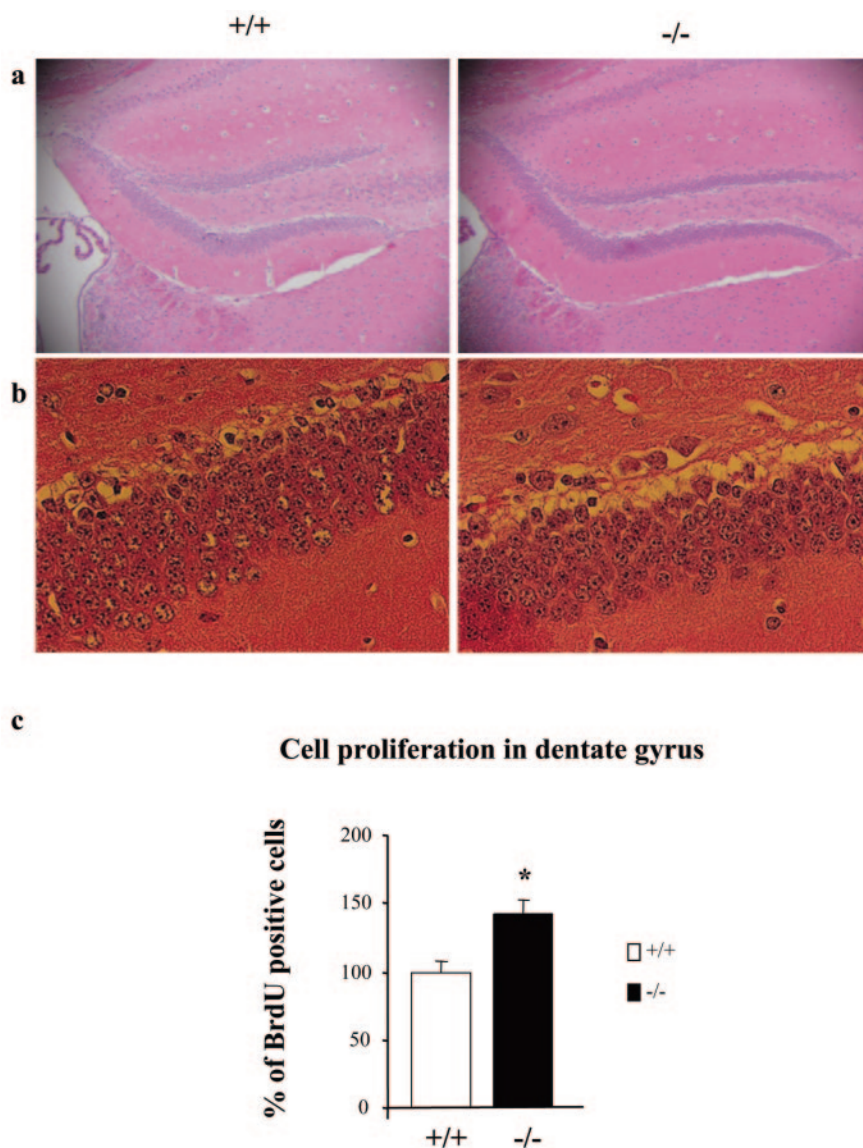 +/+ -/-
a
b
c
Cell proliferation in dentate gyrus
% of BrdU positive cells
200
150
100
50
0
*
+/+ -/-
+/+
-/-